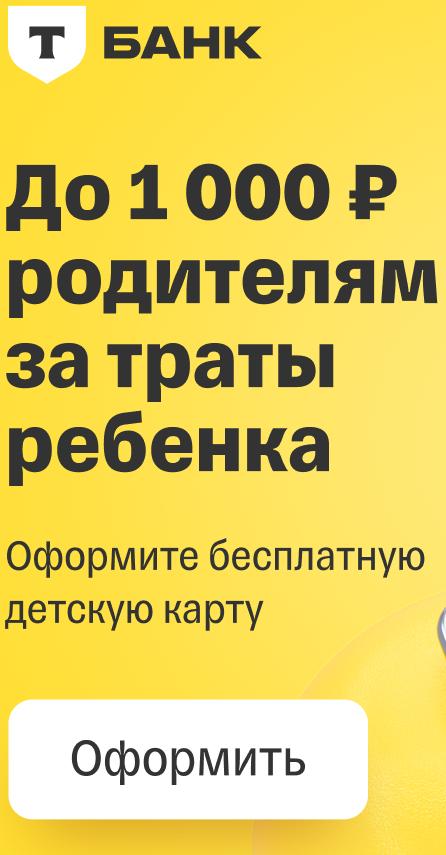 Т БАНК
До 1 000 ₽
родителям
за траты
ребенка
Оформите бесплатную
детскую карту
Оформить